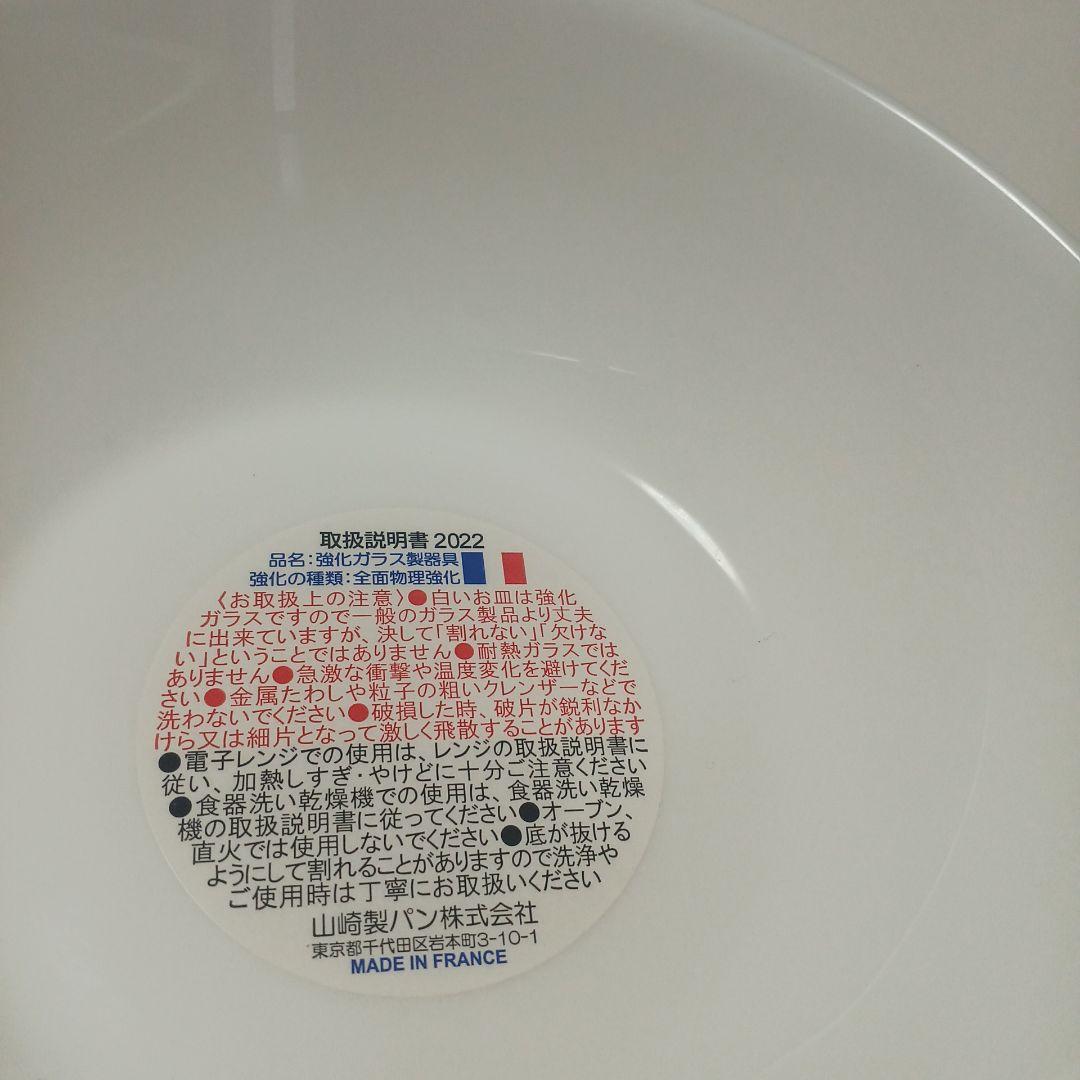 取扱説明書 2022
品名：強化ガラス製器具
強化の種類：全面物理強化
〈お取扱上の注意〉●白いお皿は強化
ガラスですので一般のガラス製品より丈夫
に出来ていますが、決して「割れない」「欠けな
い」ということではありません●耐熱ガラスでは
ありません●急激な衝撃や温度変化を避けてくだ
さい●金属たわしや粒子の粗いクレンザーなどで
洗わないでください●破損した時、破片が鋭利なか
けら又は細片となって激しく飛散することがあります
●電子レンジでの使用は、レンジの取扱説明書に
従い、加熱しすぎ・やけどに十分ご注意ください
●食器洗い乾燥機での使用は、食器洗い乾燥
機の取扱説明書に従ってください●オーブン、
直火では使用しないでください●底が抜ける
ようにして割れることがありますので洗浄や
ご使用時は丁寧にお取扱いください
山崎製パン株式会社
東京都千代田区岩本町3-10-1
MADE IN FRANCE